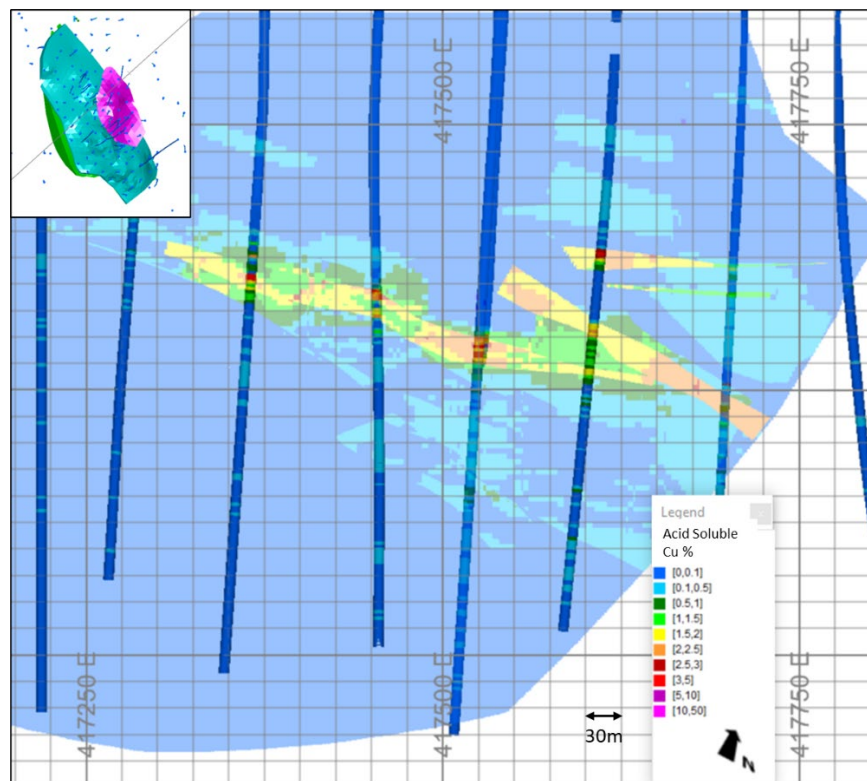 417500 E
417750 E
Legend
Acid Soluble
Cu %
[0,0.1]
[0.1,0.5]
[0.5,1]
[1,1.5]
[1.5,2]
[2,2.5]
[2.5,3]
[3,5]
[5,10]
[10,50]
417250 E
417500 E
30m
417750 E
N